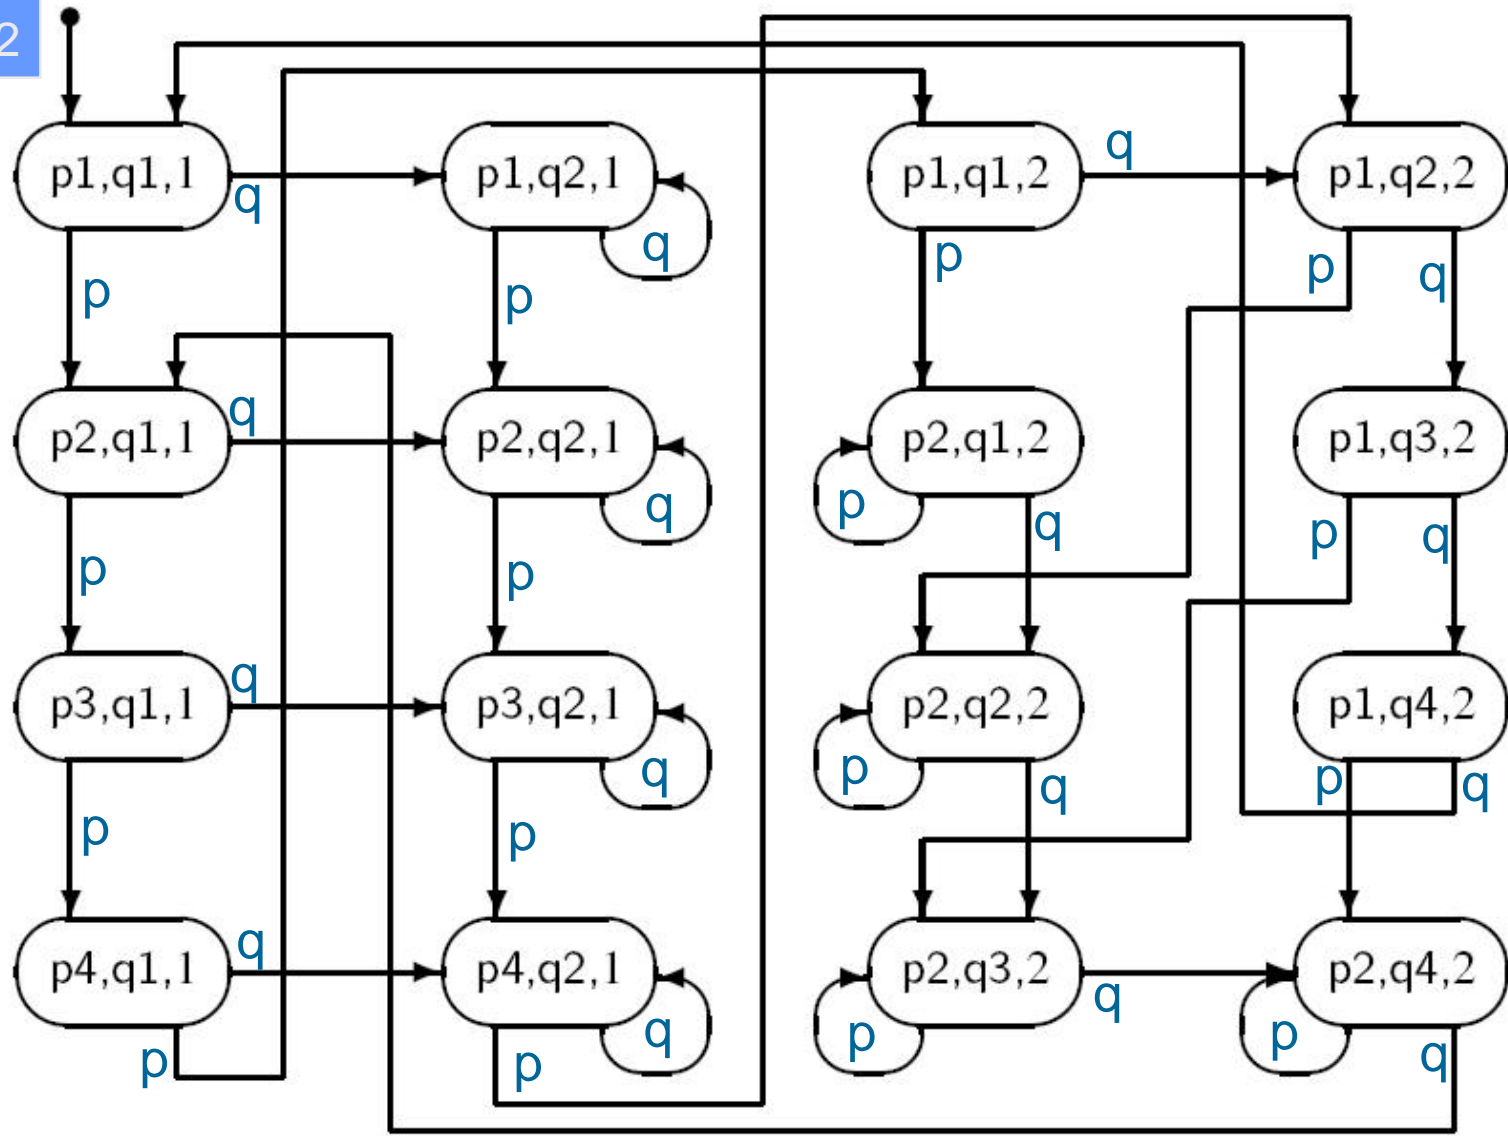 2
p1,q1,1
q
p1,q2,1
q
p1,q1,2
q
p1,q2,2
p
p
p
p
q
p2,q1,1
q
p2,q2,1
q
p2,q1,2
p
q
p1,q3,2
p
q
p
p
p3,q1,1
q
p3,q2,1
q
p2,q2,2
p
q
p1,q4,2
p
q
p
p
p4,q1,1
q
p4,q2,1
q
p2,q3,2
p
q
p2,q4,2
p
q
p
p